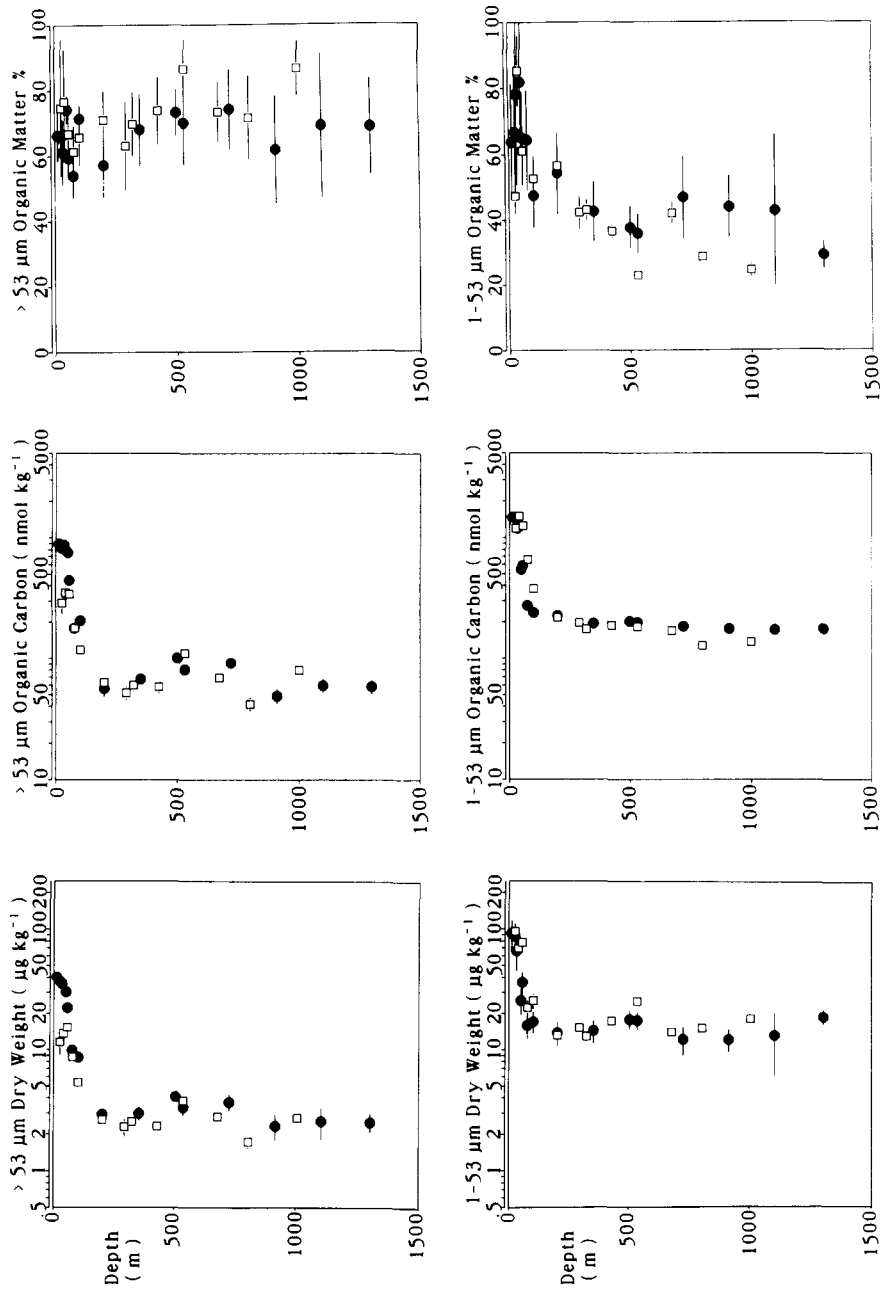 > 53 µm Dry Weight ( µg kg⁻¹ )
.5 1 2 5 10 20 50 100 200
Depth
( m )
0
500
1000
1500
> 53 µm Organic Carbon ( nmol kg⁻¹ )
10 50 500 5000
0
500
1000
1500
> 53 µm Organic Matter %
0 20 40 60 80 100
0
500
1000
1500
1-53 µm Dry Weight ( µg kg⁻¹ )
.5 1 2 5 10 20 50 100 200
Depth
( m )
0
500
1000
1500
1-53 µm Organic Carbon ( nmol kg⁻¹ )
10 50 500 5000
0
500
1000
1500
1-53 µm Organic Matter %
0 20 40 60 80 100
0
500
1000
1500